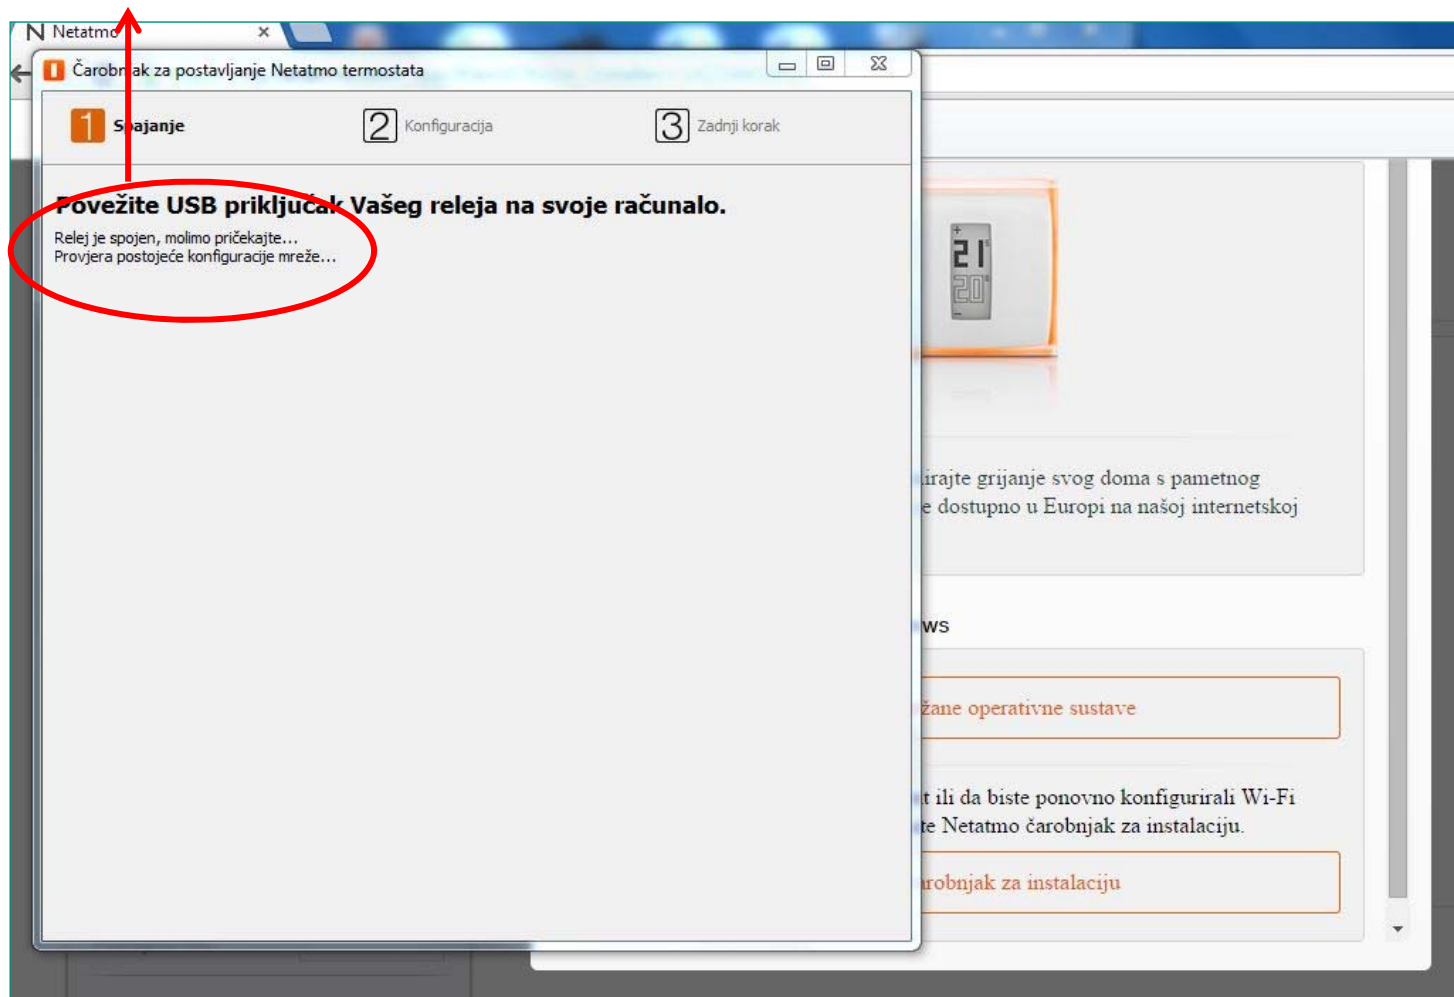 Netatmo
Čarobnjak za postavljanje Netatmo termostata
1 Spajanje
2 Konfiguracija
3 Zadnji korak
Povežite USB priključak Vašeg releja na svoje računalo.
Relej je spojen, molimo pričekajte...
Provjera postojeće konfiguracije mreže...
21
20
irajte grijanje svog doma s pametnog
e dostupno u Europi na našoj internetskoj
ws
žane operativne sustave
t ili da biste ponovno konfigurirali Wi-Fi
te Netatmo čarobnjak za instalaciju.
arobnjak za instalaciju